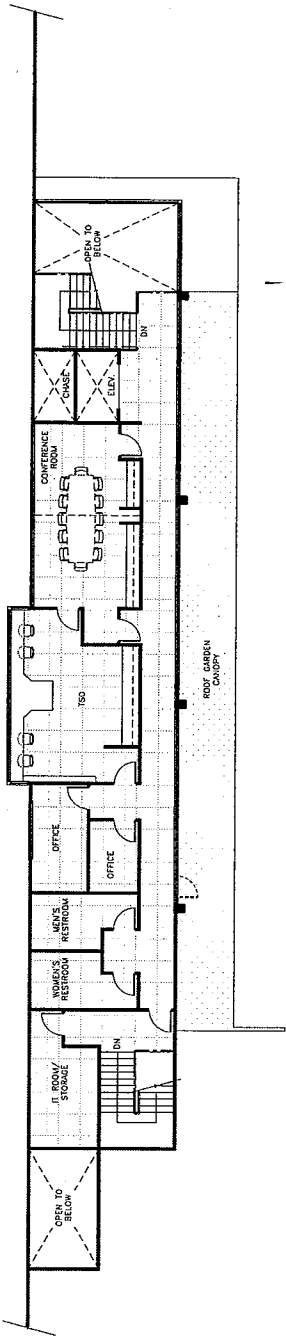 OPEN TO
BELOW
DN
CHASE
ELEV.
CONFERENCE
ROOM
TSO
ROOF GARDEN
CANOPY
OFFICE
OFFICE
MEN'S
RESTROOM
WOMEN'S
RESTROOM
DN
IT ROOM/
STORAGE
OPEN TO
BELOW